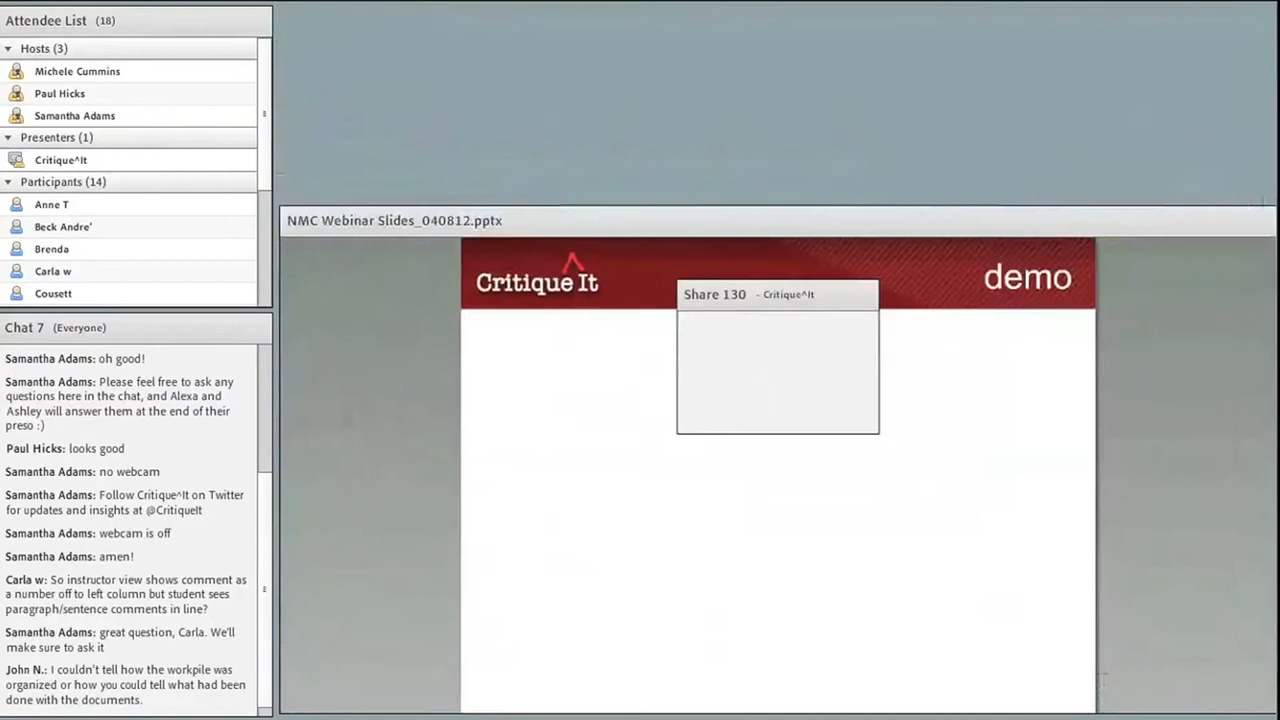 Attendee List (18)
Hosts (3)
Michele Cummins
Paul Hicks
Samantha Adams
Presenters (1)
Critique^It
Participants (14)
Anne T
Beck Andre'
Brenda
Carla w
Cousett
Chat 7 (Everyone)
Samantha Adams: oh good!
Samantha Adams: Please feel free to ask any
questions here in the chat, and Alexa and
Ashley will answer them at the end of their
preso :)
Paul Hicks: looks good
Samantha Adams: no webcam
Samantha Adams: Follow Critique^It on Twitter
for updates and insights at @CritiqueIt
Samantha Adams: webcam is off
Samantha Adams: amen!
Carla w: So instructor view shows comment as
a number off to left column but student sees
paragraph/sentence comments in line?
Samantha Adams: great question, Carla. We'll
make sure to ask it
John N.: I couldn't tell how the workpile was
organized or how you could tell what had been
done with the documents.
NMC Webinar Slides_040812.pptx
Critique^It
demo
Share 130 - Critique^It